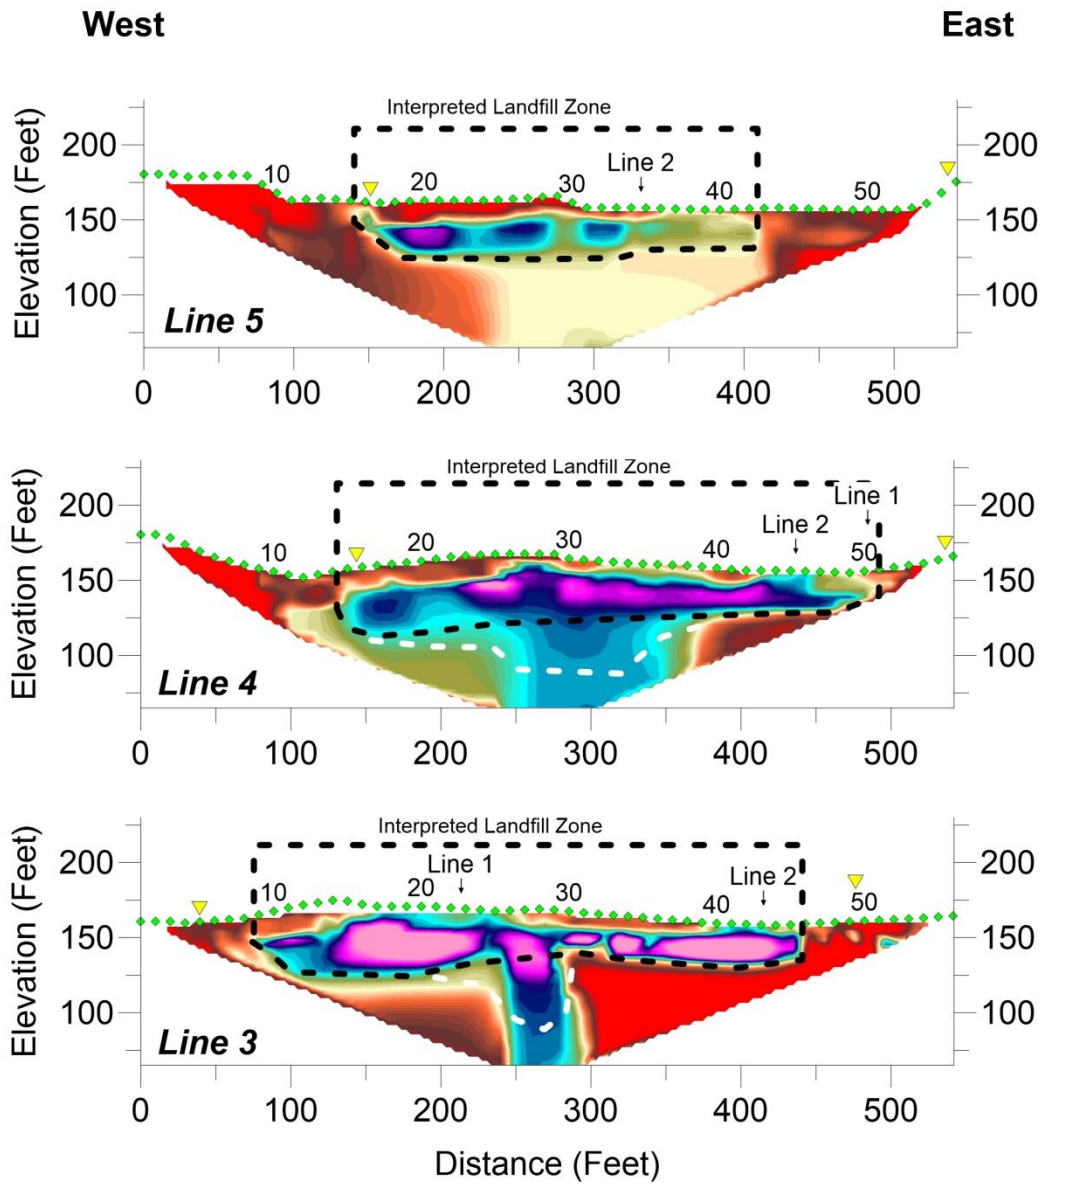 West East
Interpreted Landfill Zone
Line 2
10 20 30 40 50
200 200
150 150
100 100
Elevation (Feet)
Line 5
0 100 200 300 400 500
Interpreted Landfill Zone
Line 1
Line 2
10 20 30 40 50
200 200
150 150
100 100
Elevation (Feet)
Line 4
0 100 200 300 400 500
Interpreted Landfill Zone
Line 1 Line 2
10 20 30 40 50
200 200
150 150
100 100
Elevation (Feet)
Line 3
0 100 200 300 400 500
Distance (Feet)